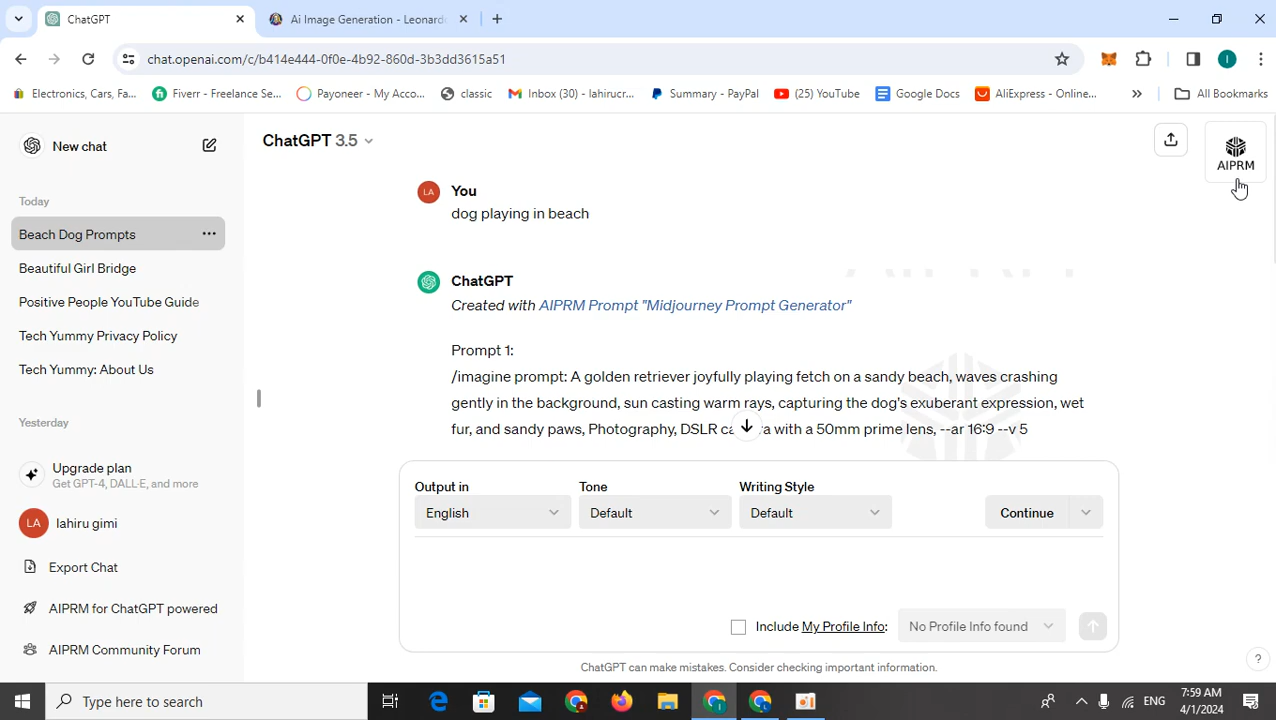 ChatGPT
Ai Image Generation - Leonardo
chat.openai.com/c/b414e444-0f0e-4b92-860d-3b3dd3615a51
Electronics, Cars, Fa...
Fiverr - Freelance Se...
Payoneer - My Acco...
classic
Inbox (30) - lahirucr...
Summary - PayPal
(25) YouTube
Google Docs
AliExpress - Online...
»
All Bookmarks
New chat
Today
Beach Dog Prompts
Beautiful Girl Bridge
Positive People YouTube Guide
Tech Yummy Privacy Policy
Tech Yummy: About Us
Yesterday
Upgrade plan
Get GPT-4, DALL·E, and more
LA lahiru gimi
Export Chat
AIPRM for ChatGPT powered
AIPRM Community Forum
ChatGPT 3.5
AIPRM
LA You
dog playing in beach
ChatGPT
Created with AIPRM Prompt "Midjourney Prompt Generator"
Prompt 1:
/imagine prompt: A golden retriever joyfully playing fetch on a sandy beach, waves crashing
gently in the background, sun casting warm rays, capturing the dog's exuberant expression, wet
fur, and sandy paws, Photography, DSLR with a 50mm prime lens, --ar 16:9 --v 5
Output in Tone Writing Style
English Default Default Continue
Include My Profile Info: No Profile Info found
ChatGPT can make mistakes. Consider checking important information.
?
Type here to search
ENG
7:59 AM
4/1/2024